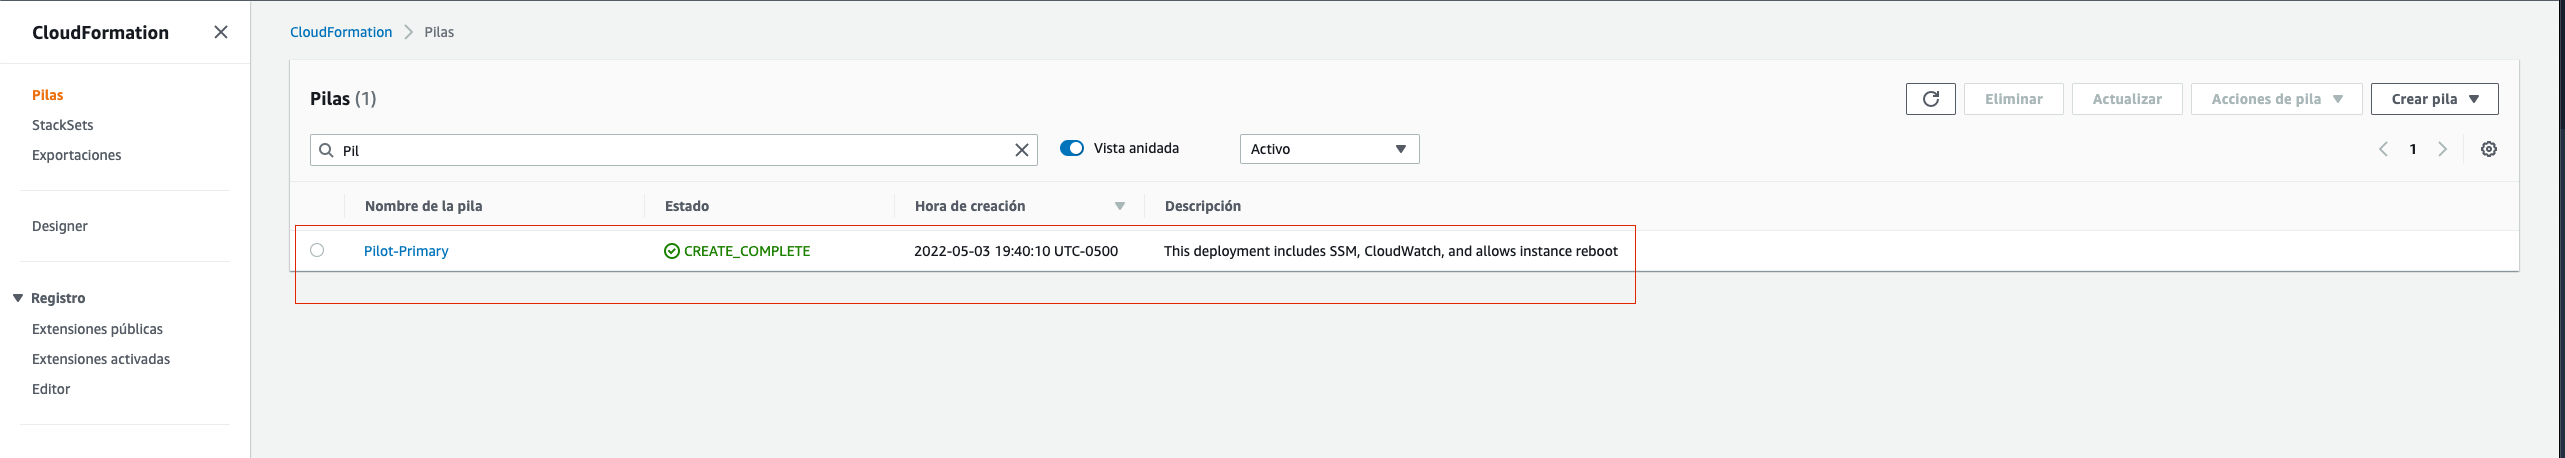 CloudFormation
Pilas
StackSets
Exportaciones
Designer
Registro
Extensiones públicas
Extensiones activadas
Editor
CloudFormation Pilas
Pilas (1)
Eliminar Actualizar Acciones de pila Crear pila
Pil Vista anidada Activo 1
Nombre de la pila Estado Hora de creación Descripción
Pilot-Primary CREATE_COMPLETE 2022-05-03 19:40:10 UTC-0500 This deployment includes SSM, CloudWatch, and allows instance reboot